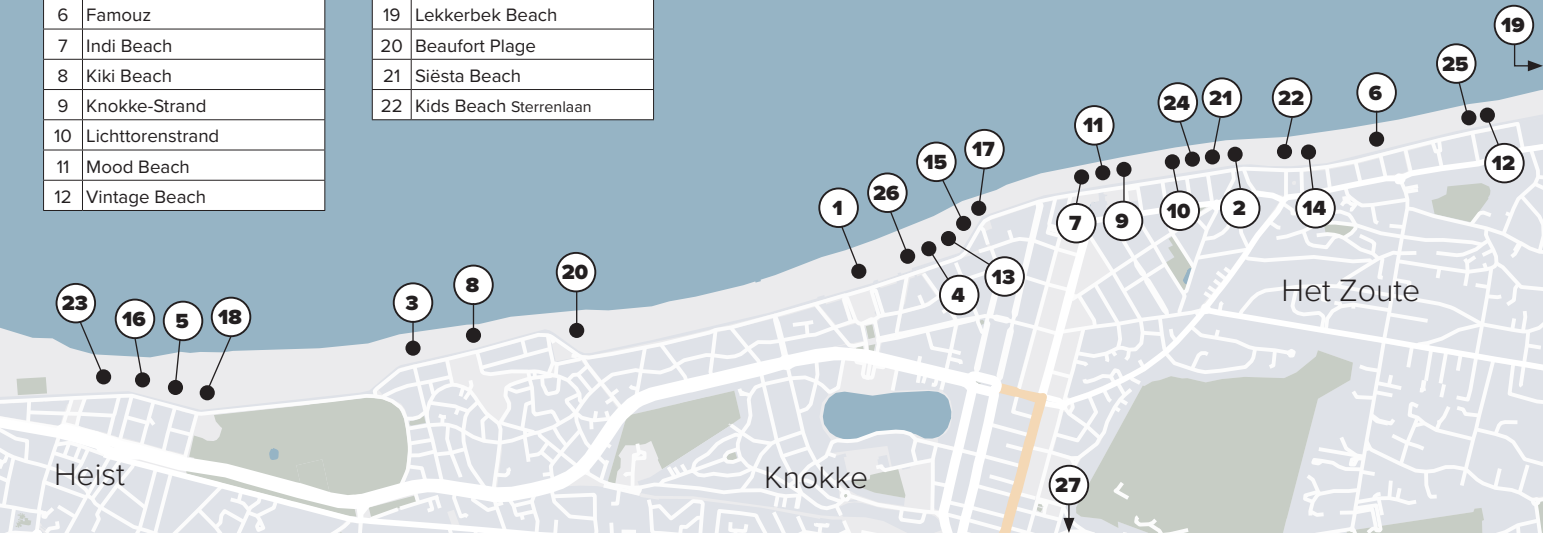 6 Famouz
7 Indi Beach
8 Kiki Beach
9 Knokke-Strand
10 Lichttorenstrand
11 Mood Beach
12 Vintage Beach
19 Lekkerbek Beach
20 Beaufort Plage
21 Siësta Beach
22 Kids Beach Sterrenlaan
19
25
6
22
21
24
11
17
15
26
1
12
14
2
10
9
7
13
4
20
8
3
18
5
16
23
Het Zoute
Heist
Knokke
27